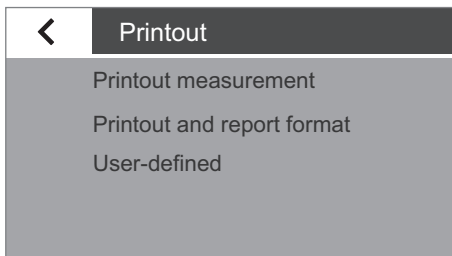 Printout
Printout measurement
Printout and report format
User-defined